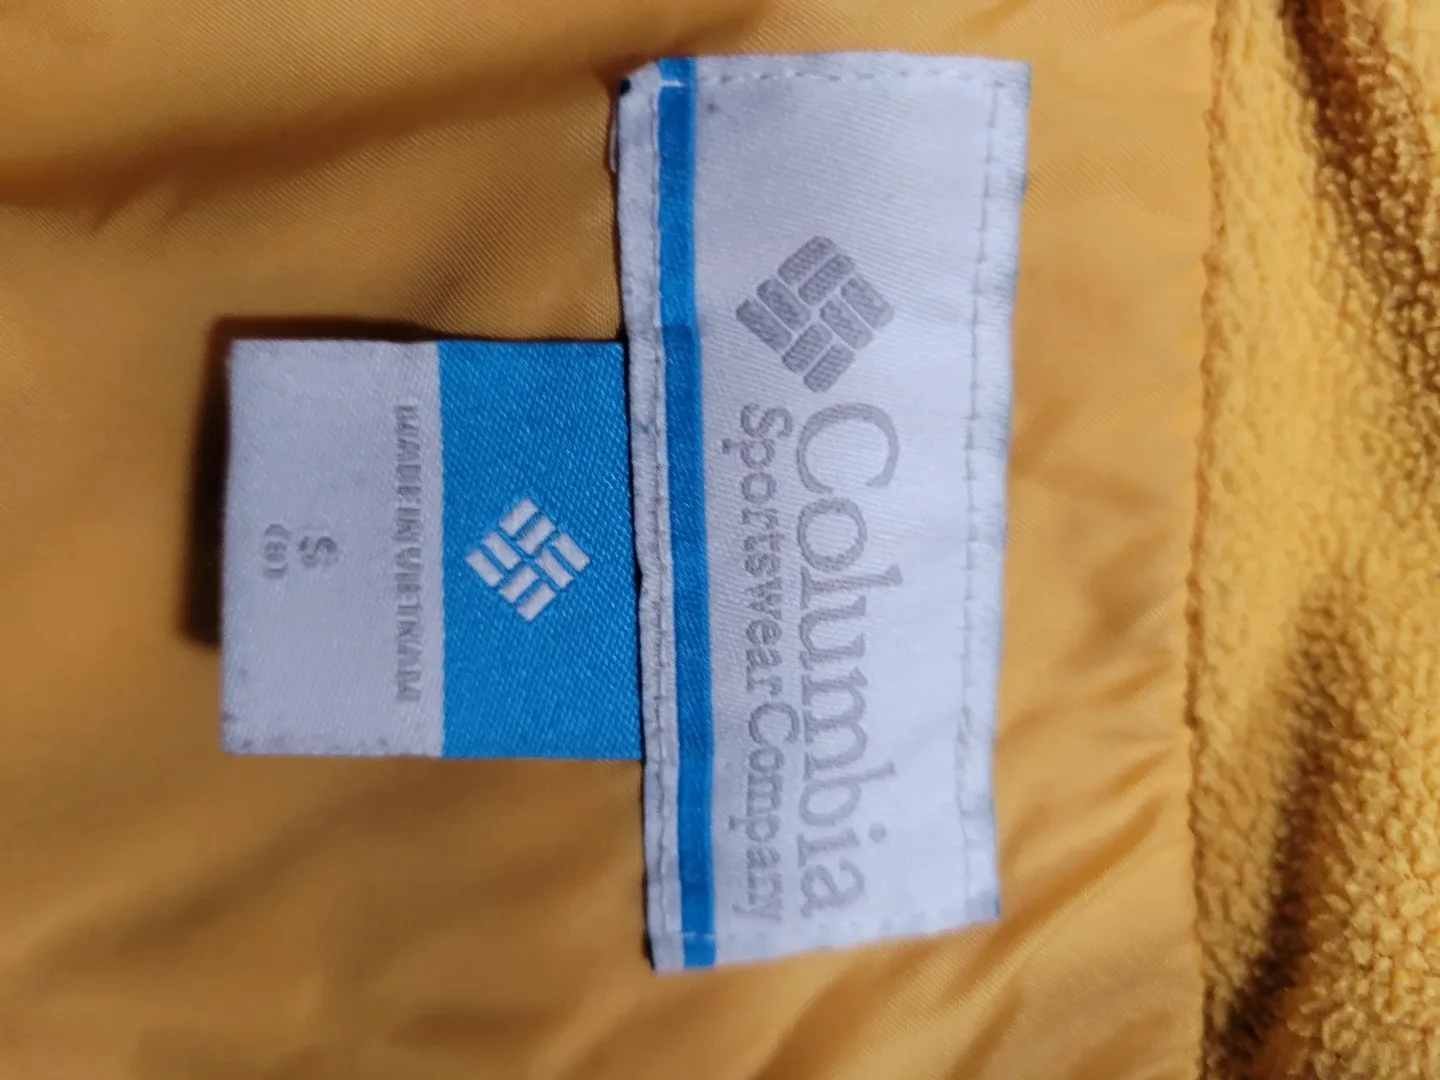 Columbia
Sportswear Company
MADE IN VIETNAM
S
(8)